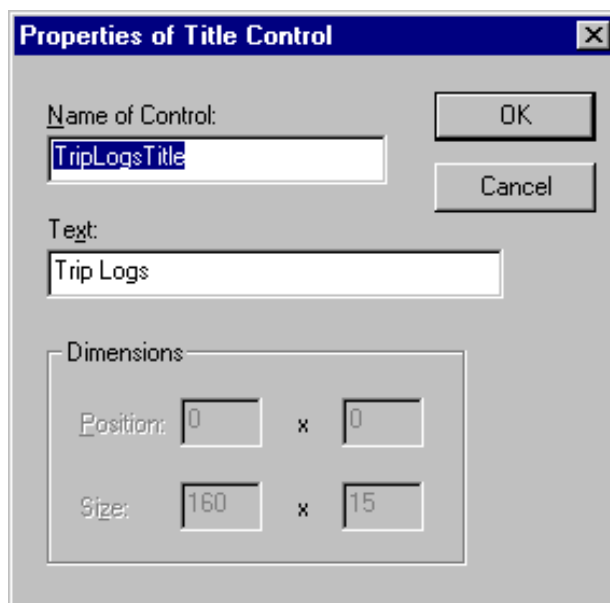 Properties of Title Control
Name of Control:
OK
TripLogsTitle
Cancel
Text:
Trip Logs
Dimensions
Position: 0 x 0
Size: 160 x 15